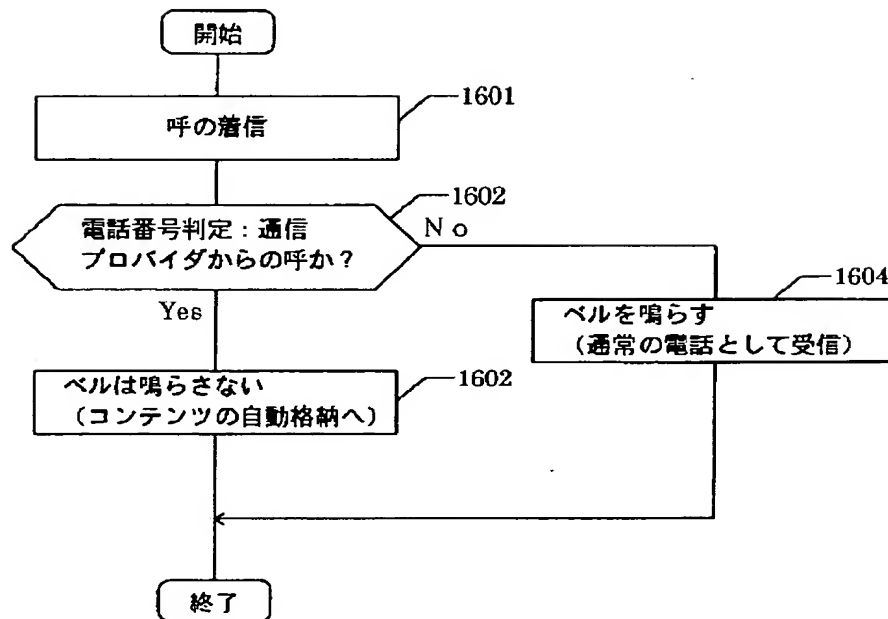 開始
1601
呼の着信
1602
電話番号判定:通信
プロバイダからの呼か?
No
Yes
1604
ベルを鳴らす
(通常の電話として受信)
1602
ベルは鳴らさない
(コンテンツの自動格納へ)
終了